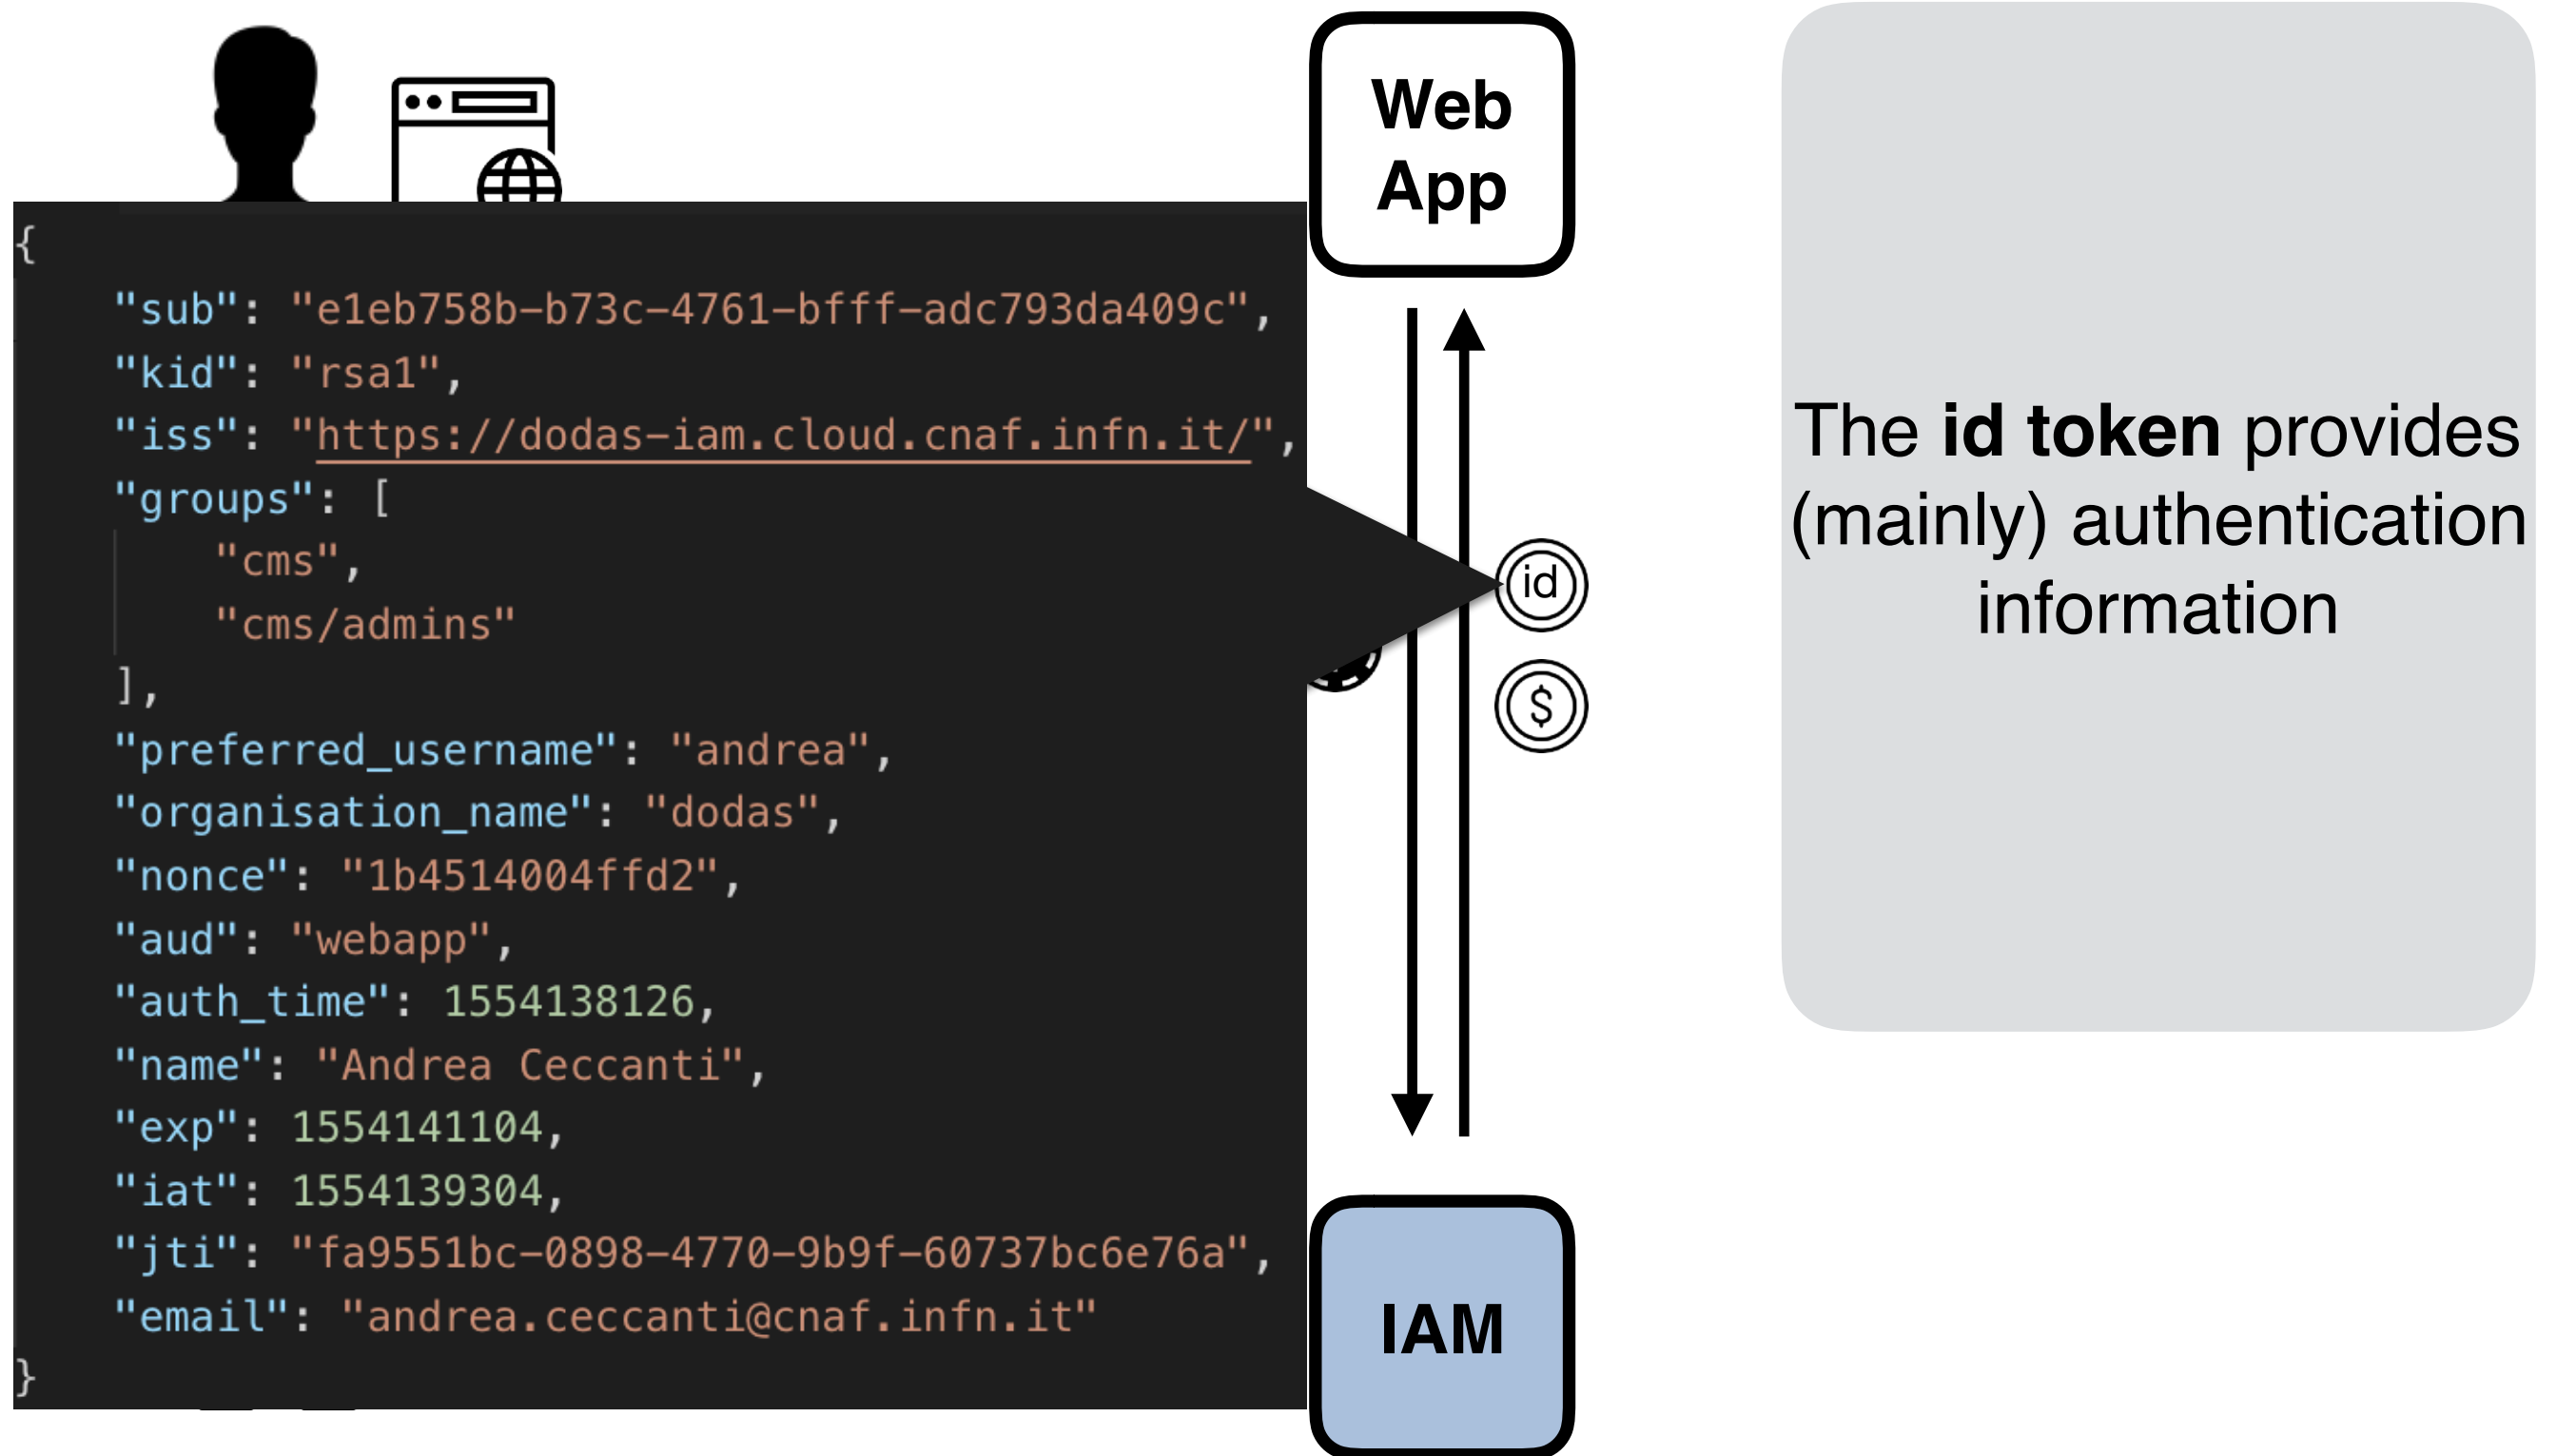 Web
App
{
"sub": "e1eb758b-b73c-4761-bfff-adc793da409c",
"kid": "rsa1",
"iss": "https://dodas-iam.cloud.cnaf.infn.it/",
"groups": [
"cms",
"cms/admins"
],
"preferred_username": "andrea",
"organisation_name": "dodas",
"nonce": "1b4514004ffd2",
"aud": "webapp",
"auth_time": 1554138126,
"name": "Andrea Ceccanti",
"exp": 1554141104,
"iat": 1554139304,
"jti": "fa9551bc-0898-4770-9b9f-60737bc6e76a",
"email": "andrea.ceccanti@cnaf.infn.it"
}
id
$
IAM
The id token provides
(mainly) authentication
information